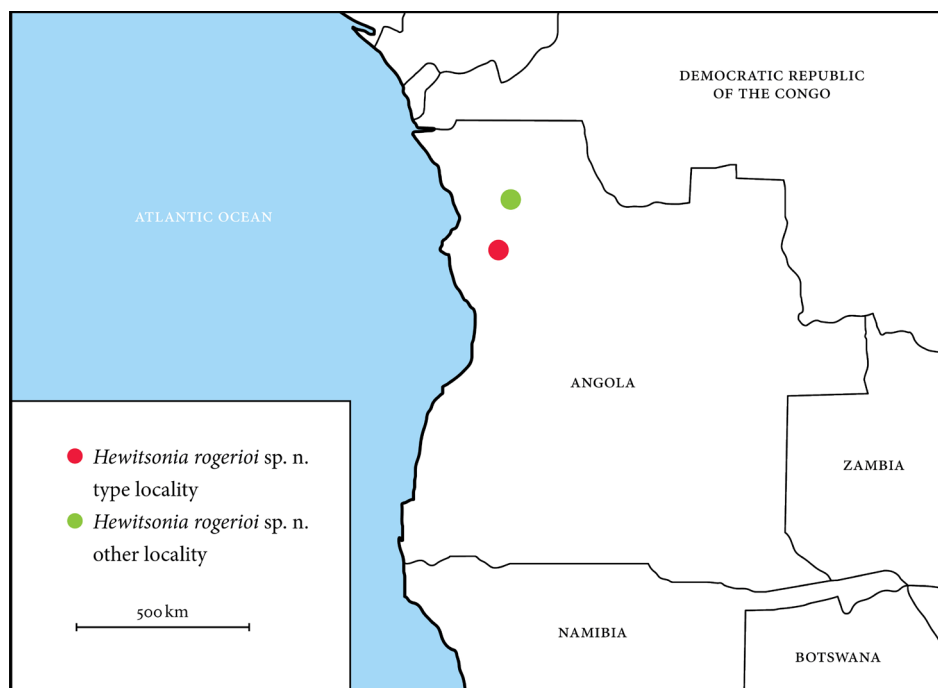 DEMOCRATIC REPUBLIC
OF THE CONGO
ATLANTIC OCEAN
ANGOLA
ZAMBIA
NAMIBIA
BOTSWANA
Hewitsonia rogerioi sp. n.
type locality
Hewitsonia rogerioi sp. n.
other locality
500 km